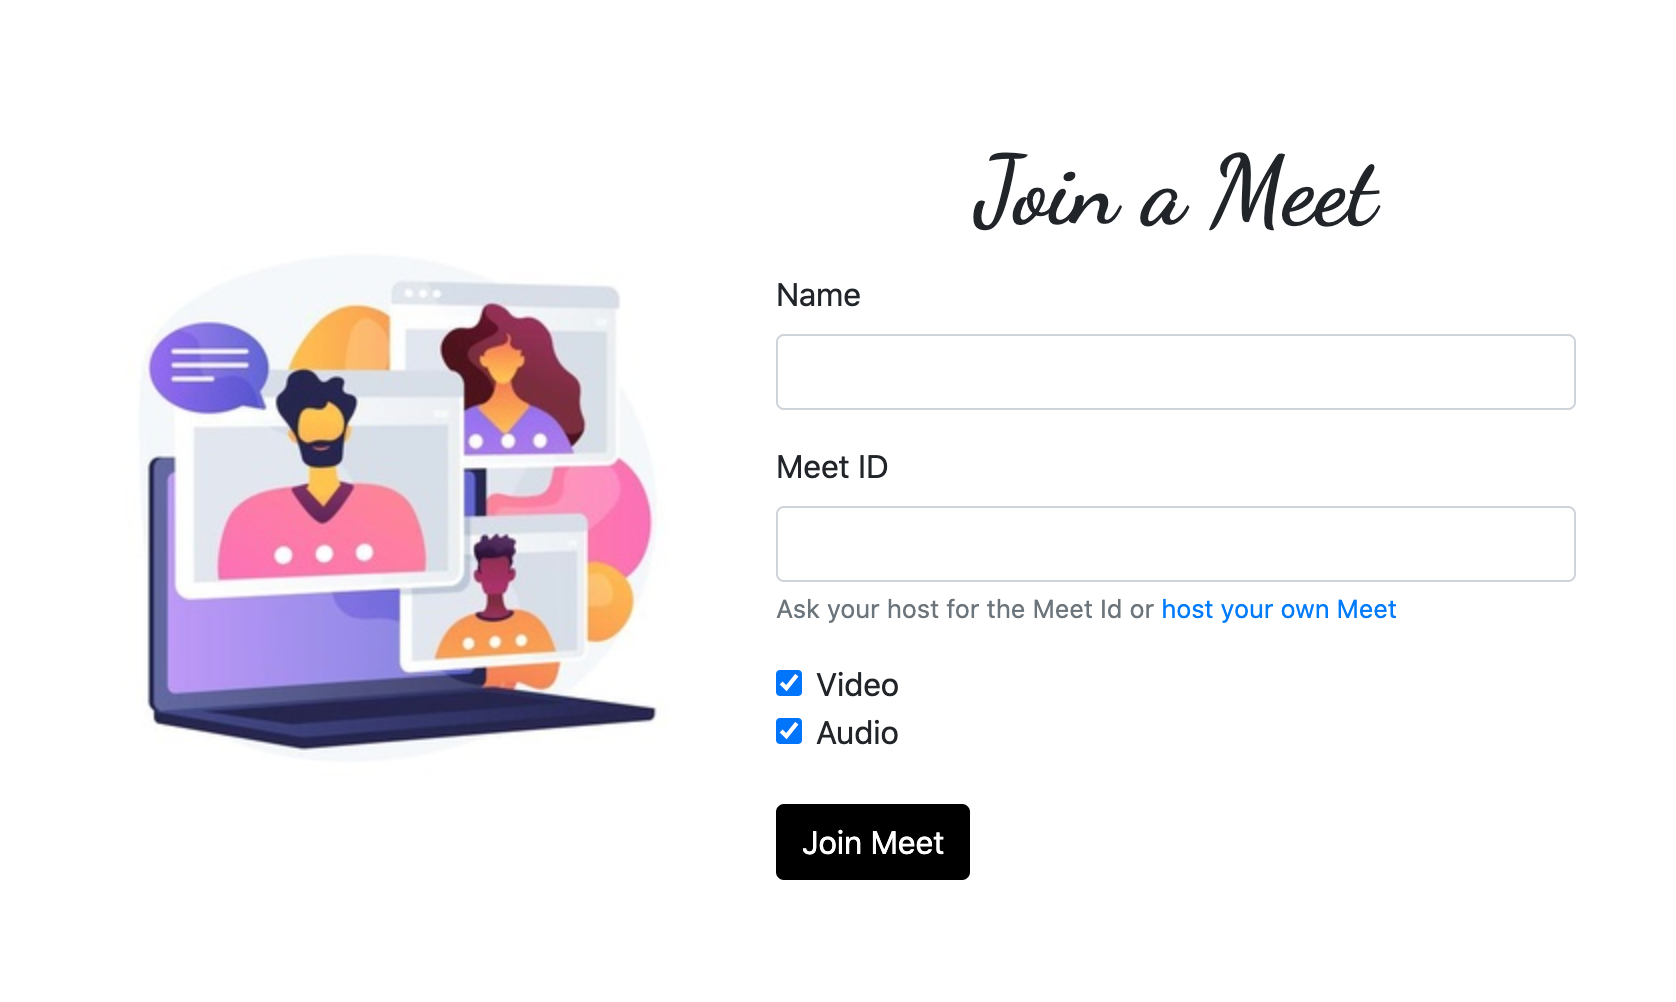 Join a Meet
Name
Meet ID
Ask your host for the Meet Id or host your own Meet
Video
Audio
Join Meet